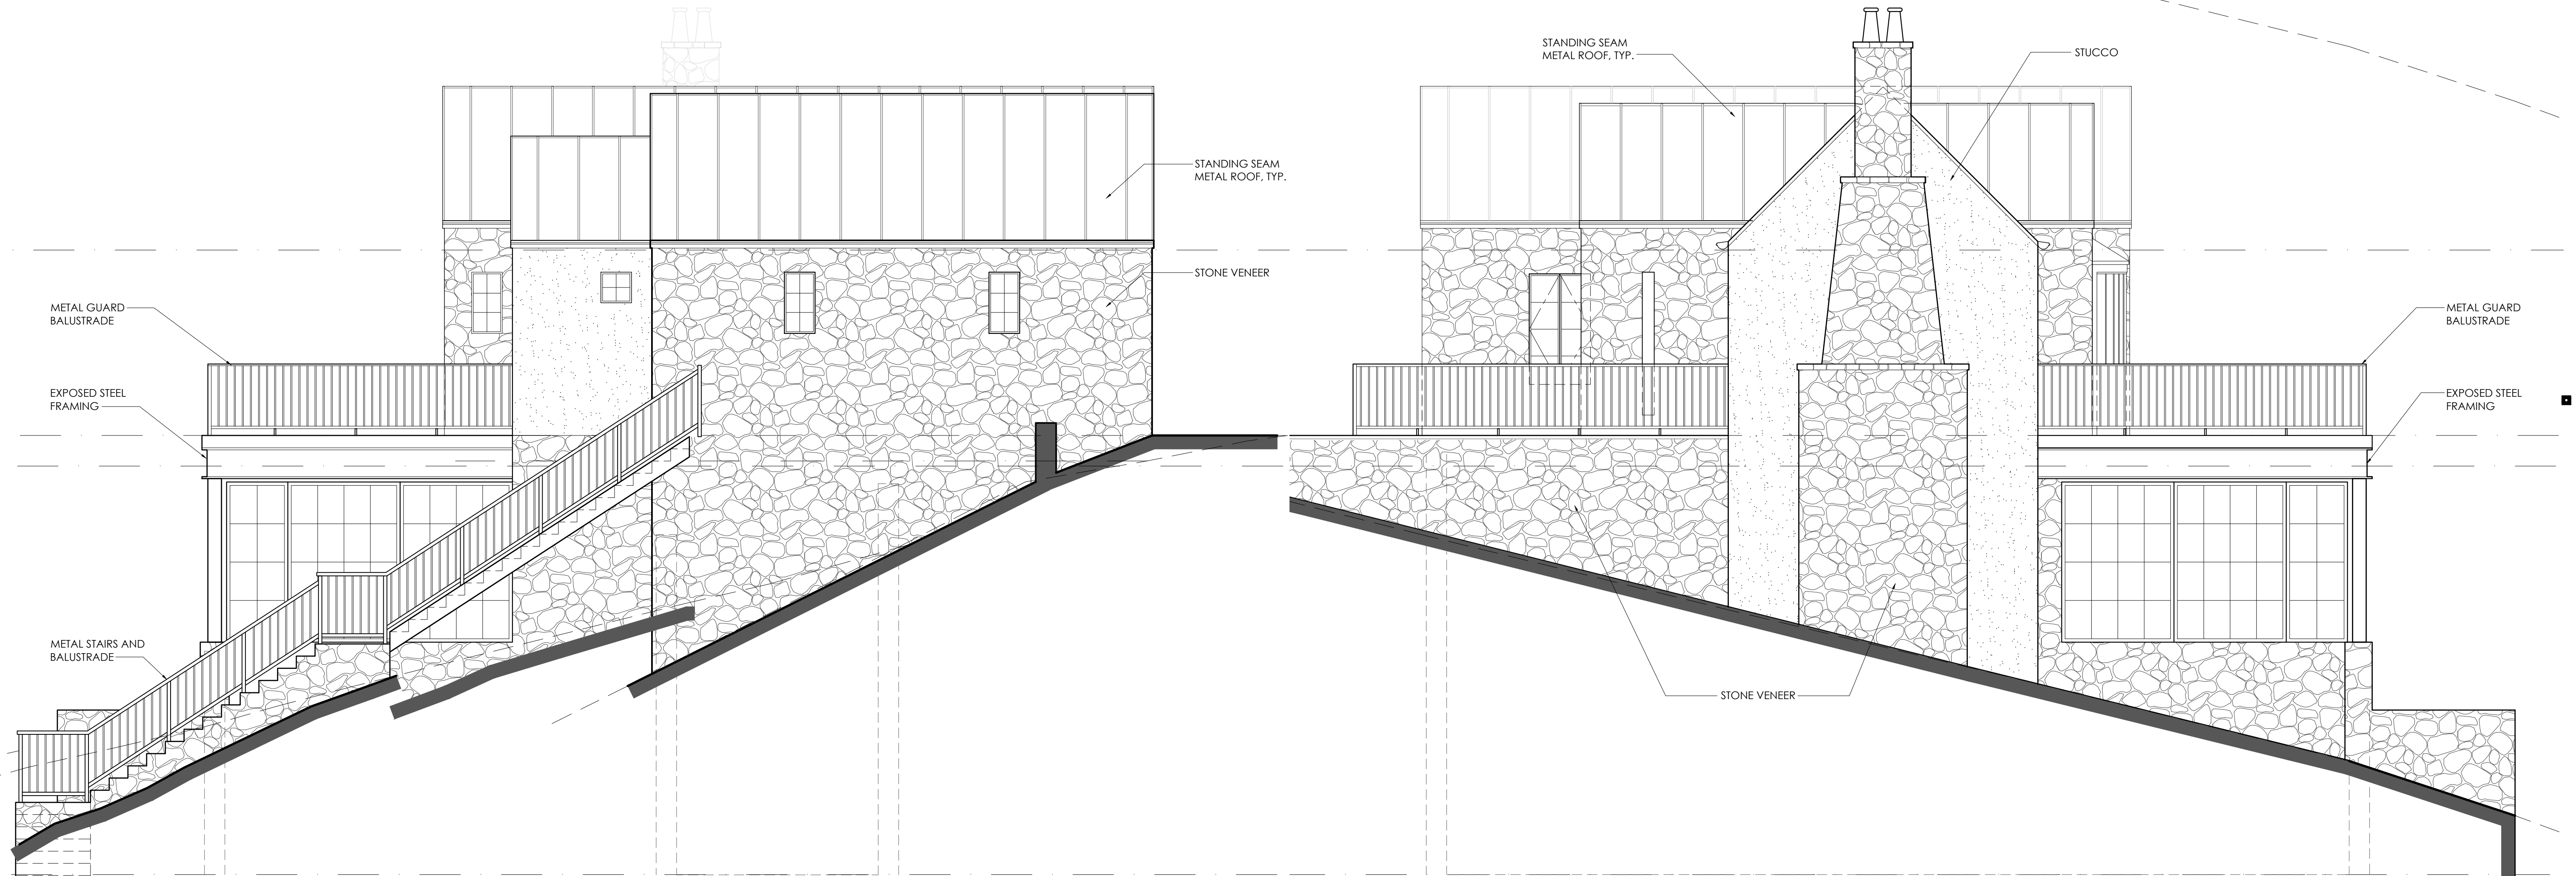 STANDING SEAM
METAL ROOF, TYP.
STONE VENEER
METAL GUARD
BALUSTRADE
EXPOSED STEEL
FRAMING
METAL STAIRS AND
BALUSTRADE
STANDING SEAM
METAL ROOF, TYP.
STUCCO
METAL GUARD
BALUSTRADE
EXPOSED STEEL
FRAMING
STONE VENEER